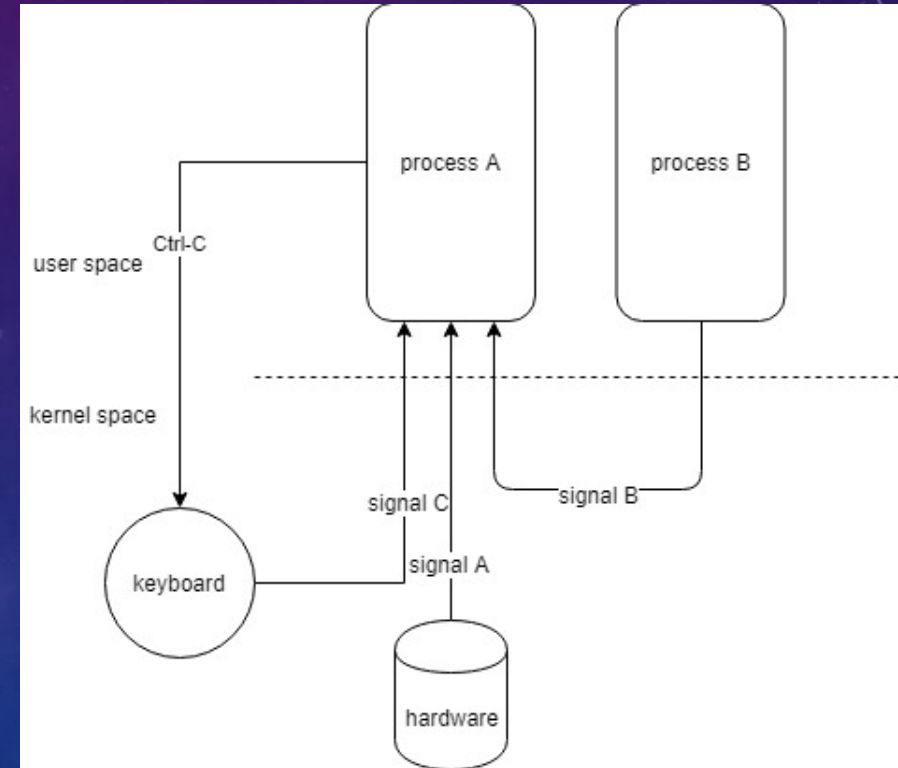 process A
process B
Ctrl-C
user space
kernel space
signal C
signal B
signal A
keyboard
hardware